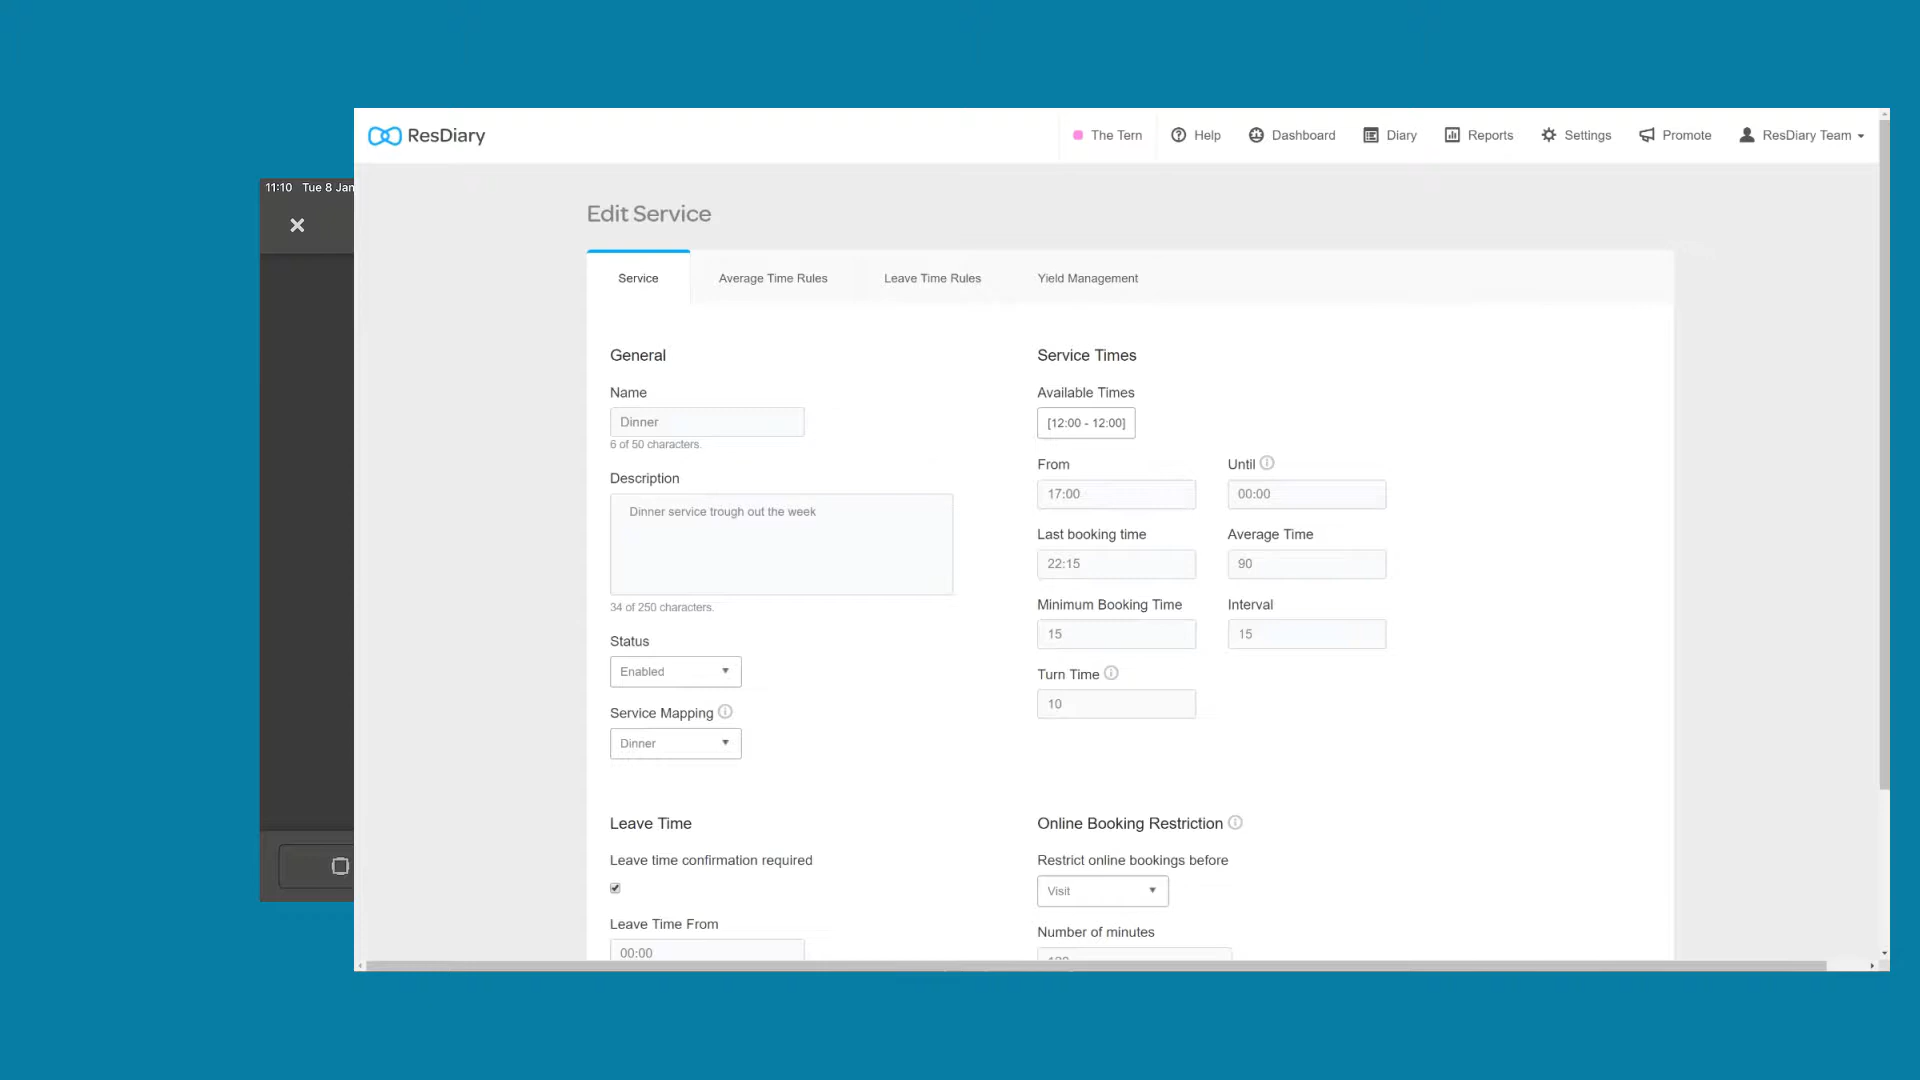 ResDiary
The Tern
Help
Dashboard
Diary
Reports
Settings
Promote
ResDiary Team
11:10 Tue 8 Jan
Edit Service
Service
Average Time Rules
Leave Time Rules
Yield Management
General
Name
Dinner
6 of 50 characters.
Description
Dinner service trough out the week
34 of 250 characters.
Status
Enabled
Service Mapping
Dinner
Service Times
Available Times
[12:00 - 12:00]
From
Until
17:00
00:00
Last booking time
Average Time
22:15
90
Minimum Booking Time
Interval
15
15
Turn Time
10
Leave Time
Leave time confirmation required
Leave Time From
00:00
Online Booking Restriction
Restrict online bookings before
Visit
Number of minutes